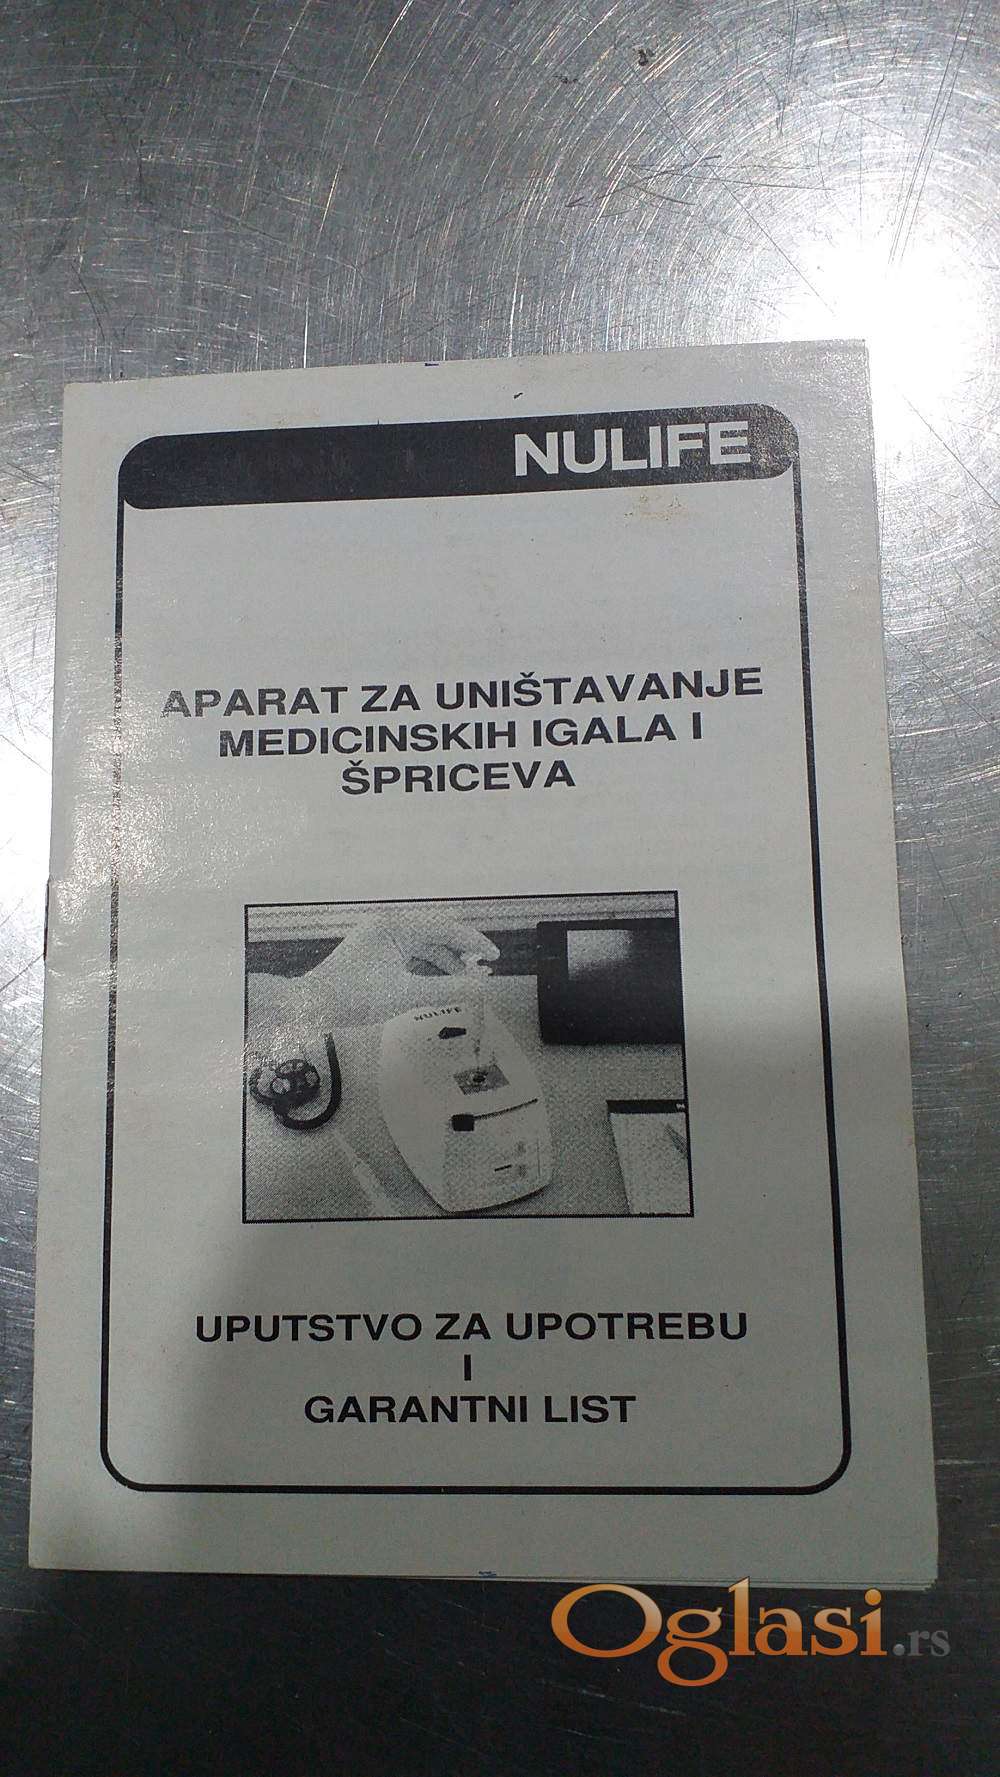 NULIFE
APARAT ZA UNIŠTAVANJE
MEDICINSKIH IGALA I
ŠPRICEVA
NULIFE
UPUTSTVO ZA UPOTREBU
I
GARANTNI LIST
Oglasi.rs